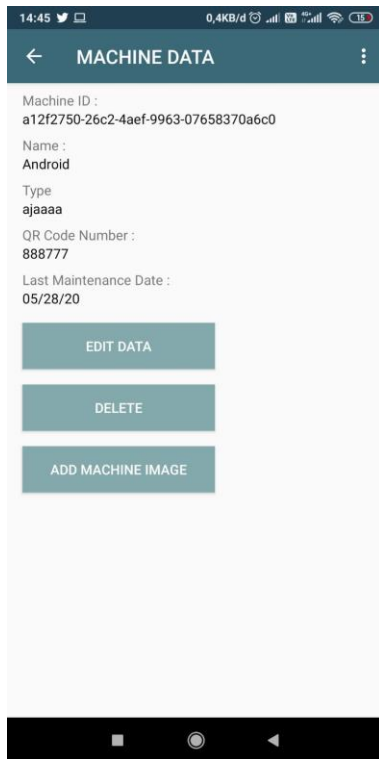 14:45 0,4KB/d 4G+ 15
MACHINE DATA
Machine ID :
a12f2750-26c2-4aef-9963-07658370a6c0
Name :
Android
Type
ajaaaa
QR Code Number :
888777
Last Maintenance Date :
05/28/20
EDIT DATA
DELETE
ADD MACHINE IMAGE